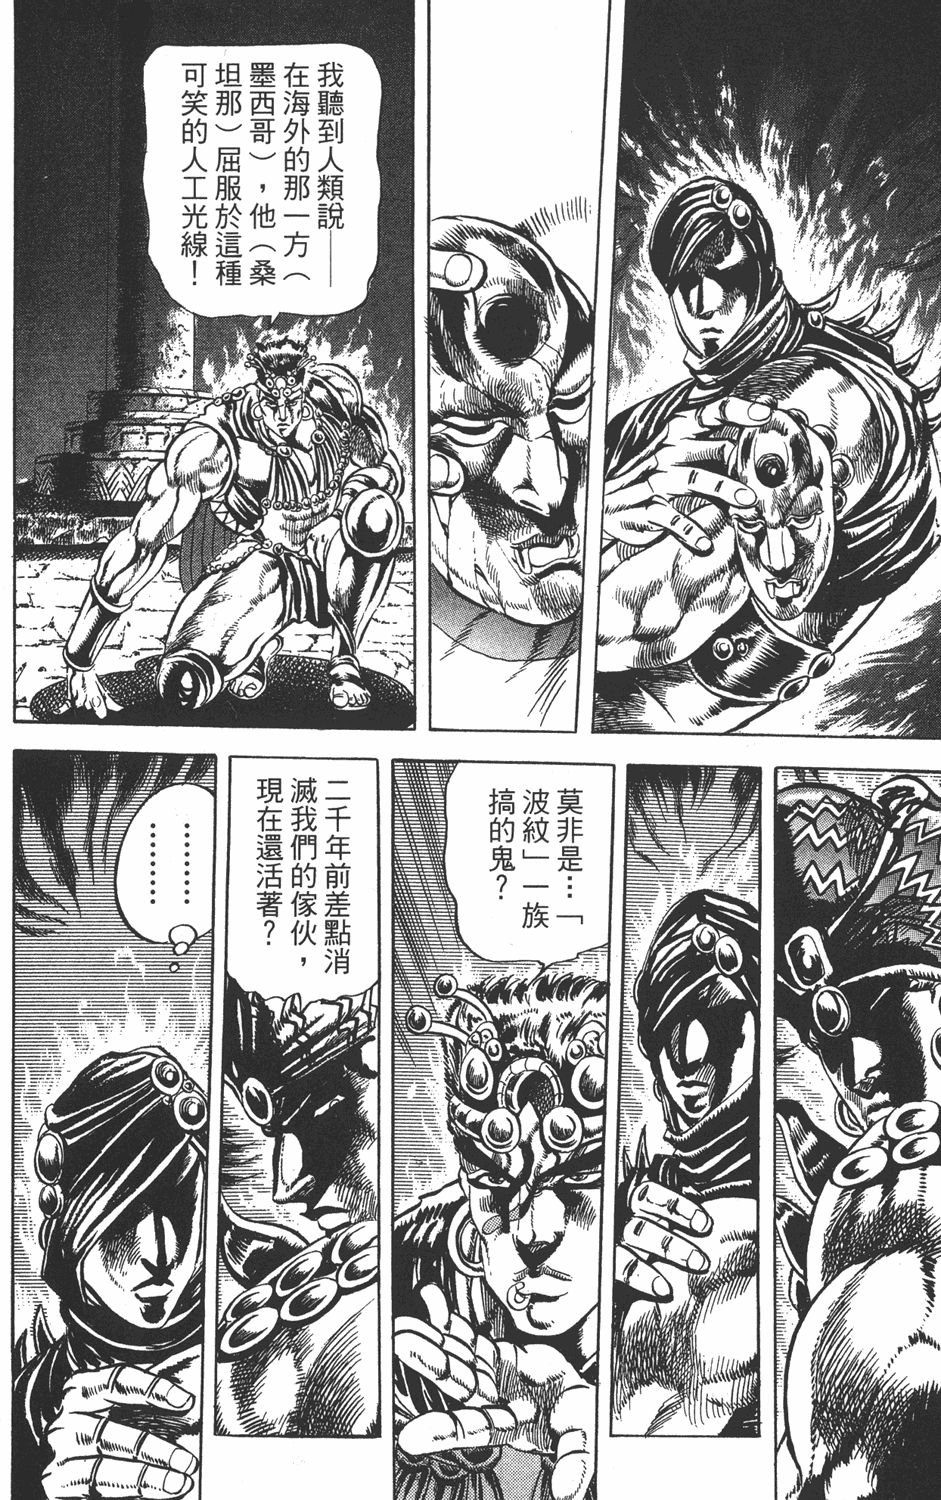 我聽到人類說——
在海外的那一方（
墨西哥），他（桑
坦那）屈服於這種
可笑的人工光線！
莫非是…「
波紋」一族
搞的鬼？
二千年前差點消
滅我們的傢伙，
現在還活著？
………
………